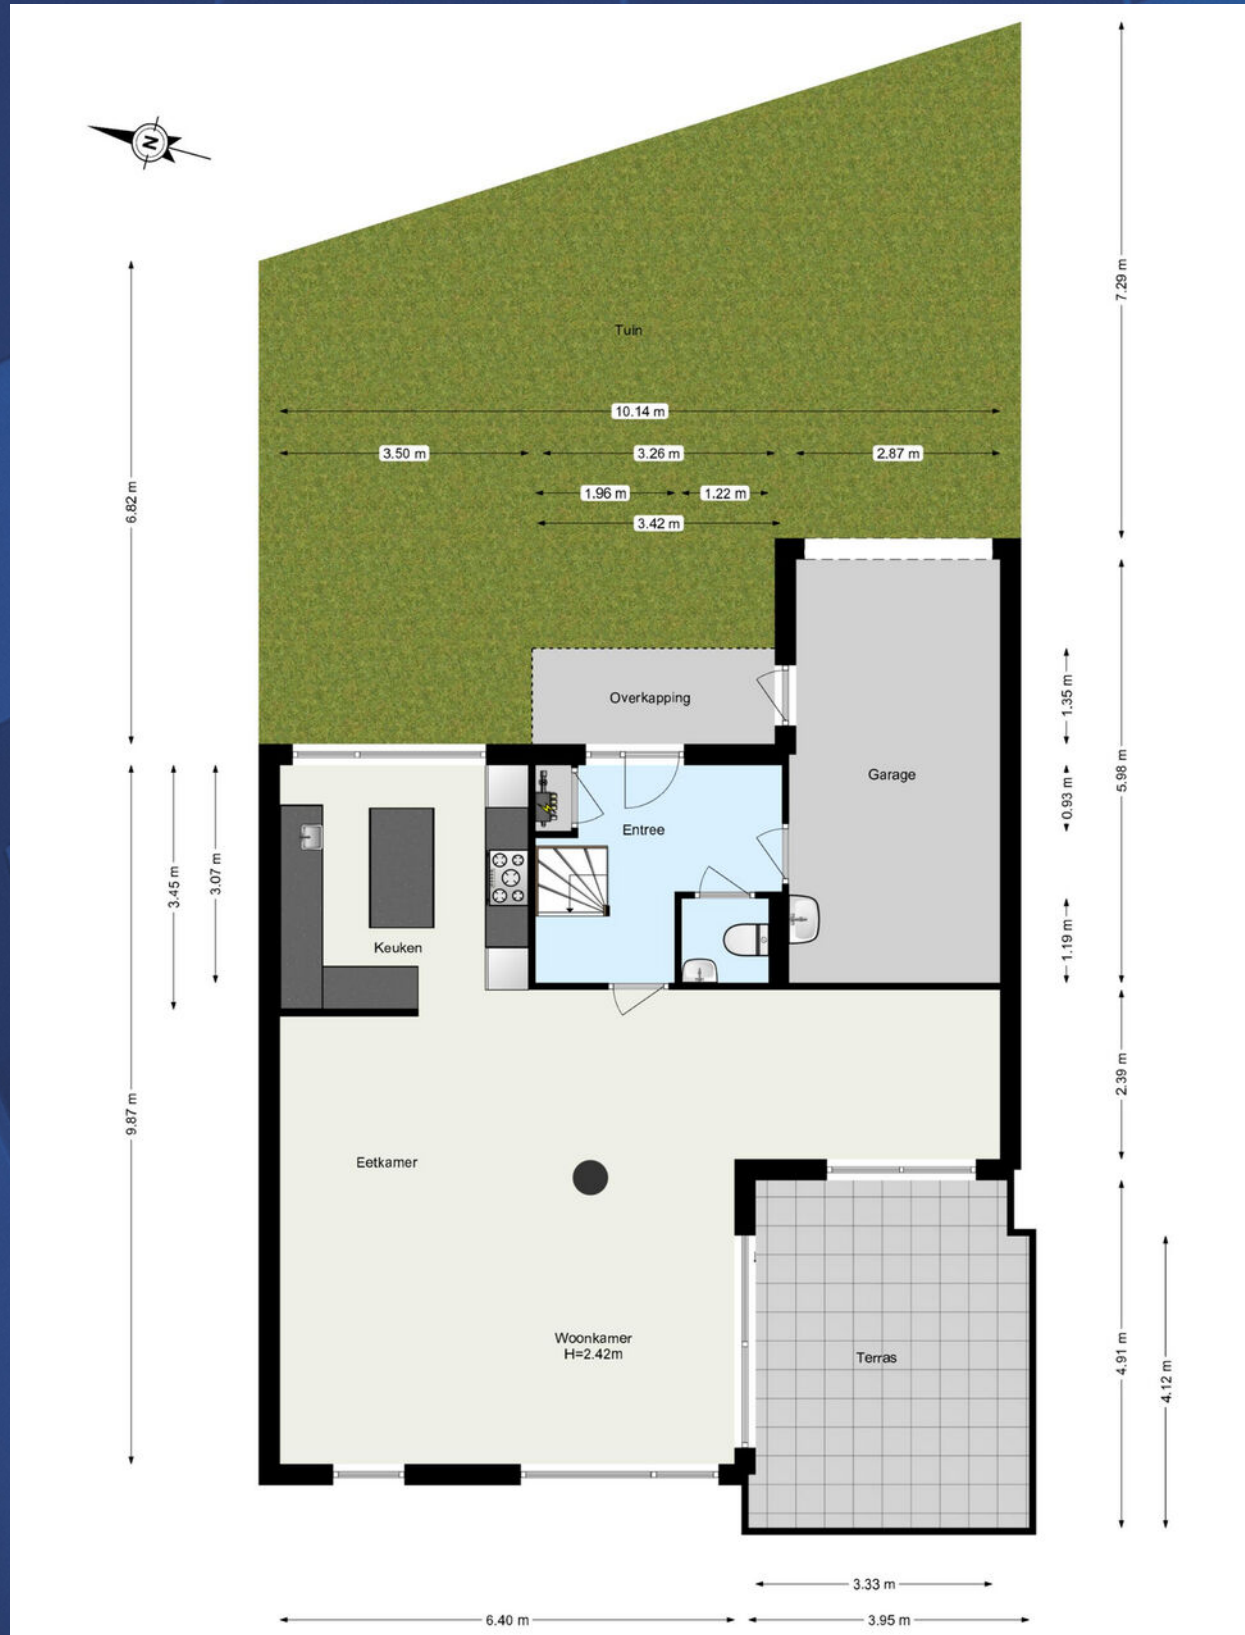 N
Tuin
10.14 m
3.50 m
3.26 m
2.87 m
1.96 m
1.22 m
3.42 m
7.29 m
6.82 m
Overkapping
1.35 m
Garage
5.98 m
0.93 m
Entree
3.45 m
3.07 m
Keuken
1.19 m
2.39 m
9.87 m
Eetkamer
Woonkamer
H=2.42m
Terras
4.91 m
4.12 m
3.33 m
6.40 m
3.95 m